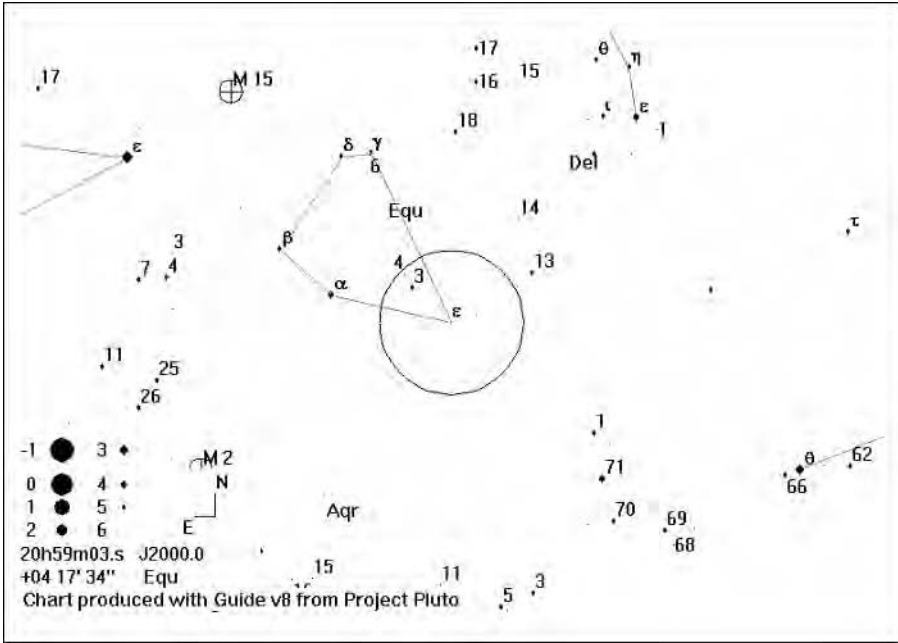 17
M 15
17
16
15
18
θ
η
ι
ε
1
Del
δ
γ
6
Equ
14
β
τ
3
7
4
4
3
13
α
ε
11
25
26
1
71
θ
62
66
70
69
68
-1 3
0 4
1 5
2 6
M 2
N
E
Aqr
15
11
5
3
20h59m03.s J2000.0
+04 17' 34" Equ
Chart produced with Guide v8 from Project Pluto
ε